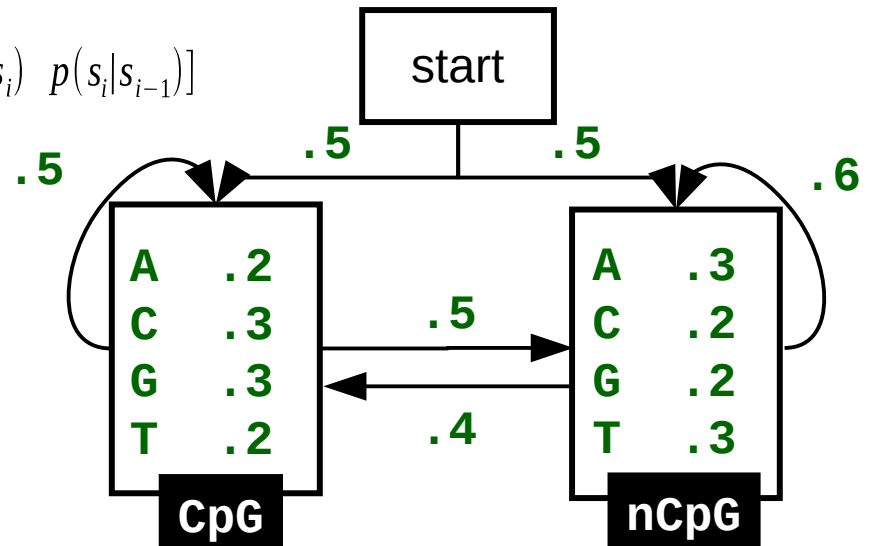 start
s_i) p(s_i|s_{i−1})]
.5 .5
.5 .6
A .2
C .3
G .3
T .2
CpG
.5
.4
A .3
C .2
G .2
T .3
nCpG